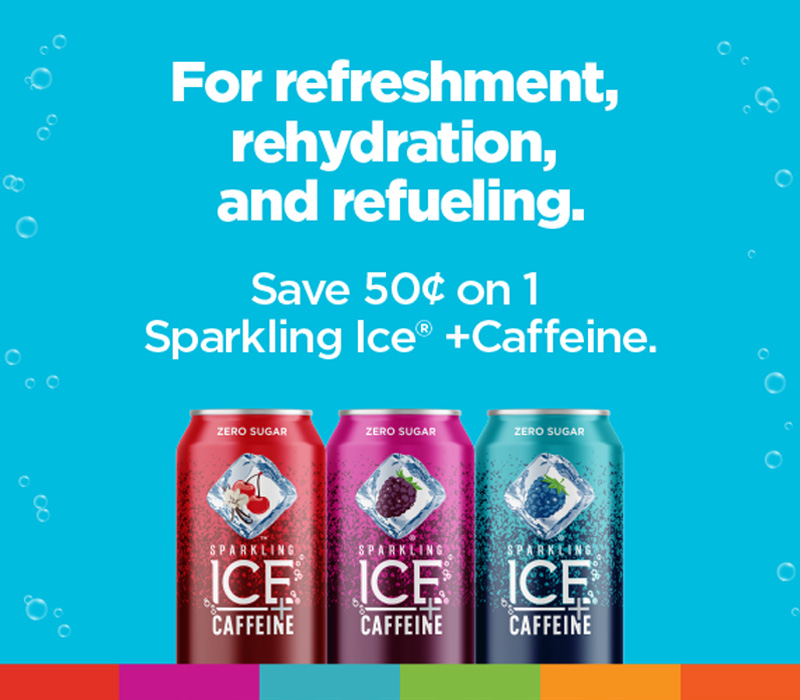 For refreshment,
rehydration,
and refueling.
Save 50¢ on 1
Sparkling Ice® +Caffeine.
ZERO SUGAR
SPARKLING
ICE
+
CAFFEINE
ZERO SUGAR
SPARKLING
ICE
+
CAFFEINE
ZERO SUGAR
SPARKLING
ICE
+
CAFFEINE